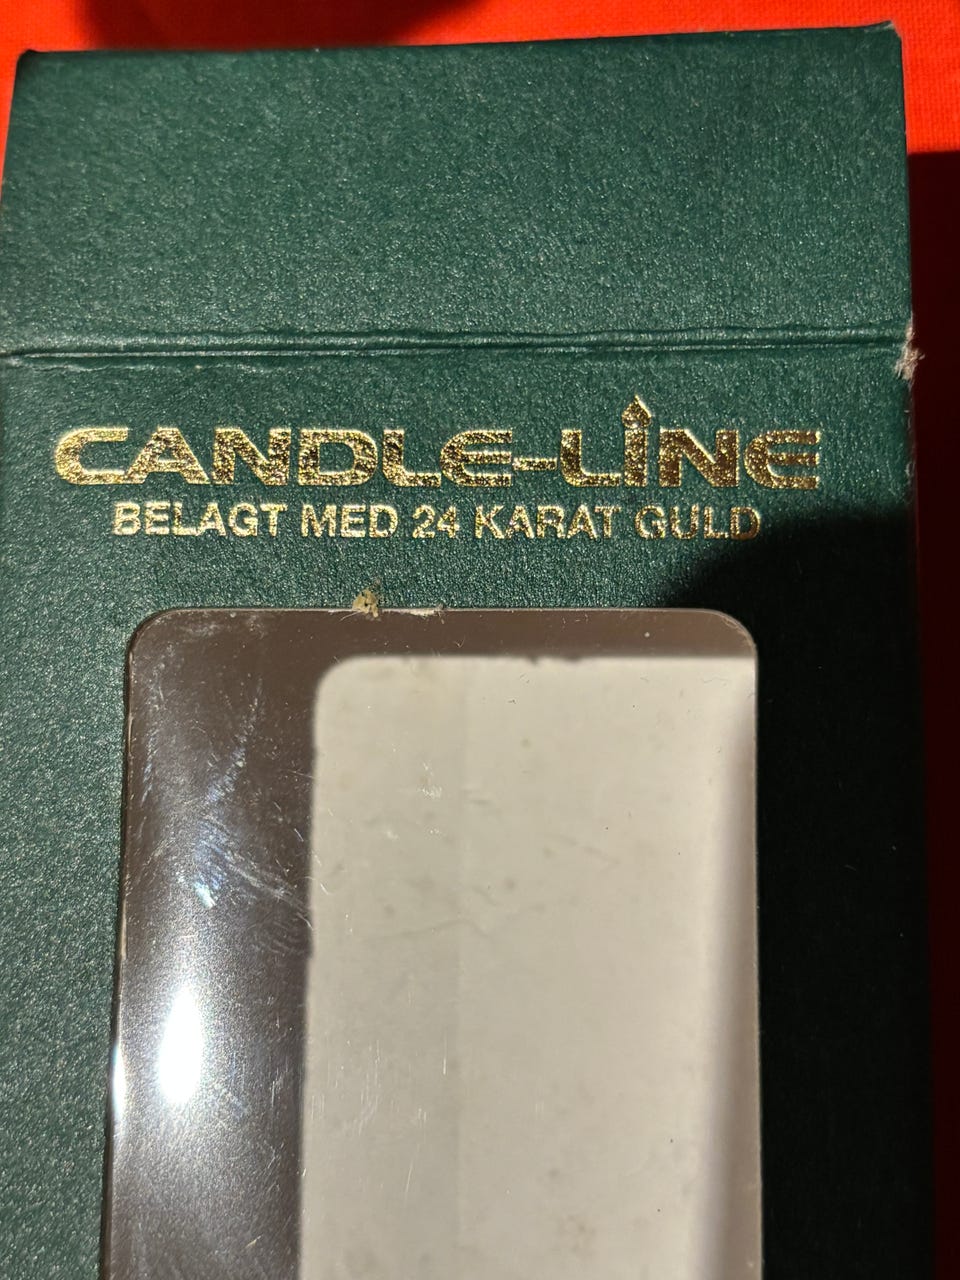 CANDLE-LINE
BELAGT MED 24 KARAT GULD